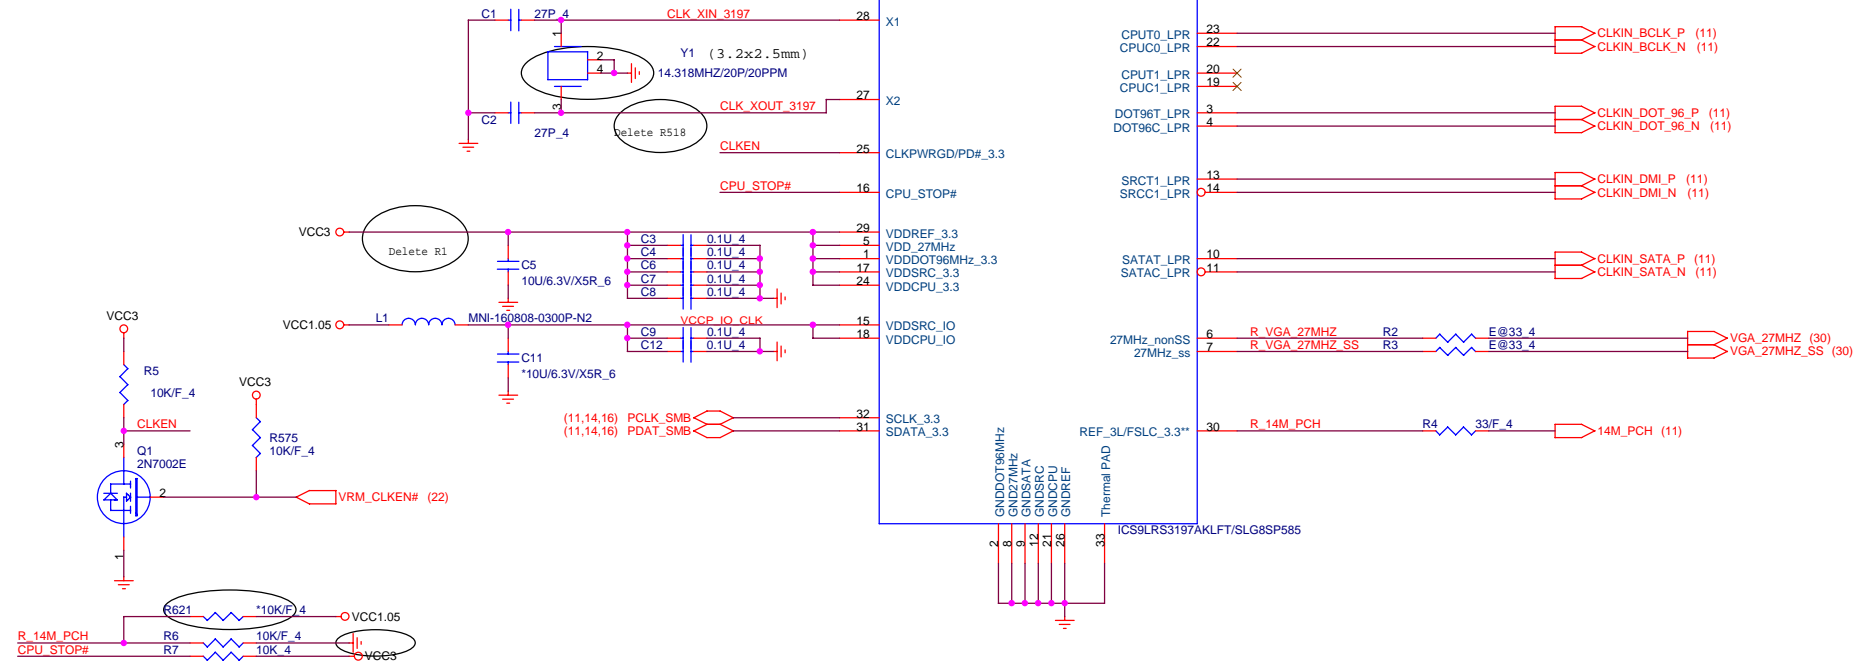 C1 27P_4 CLK_XIN_3197 28 X1
1
Y1 (3.2x2.5mm)
2
4
14.318MHZ/20P/20PPM
3
C2 27P_4
CLK_XOUT_3197 27 X2
Delete R518
CLKEN 25 CLKPWRGD/PD#_3.3
CPU_STOP# 16 CPU_STOP#
VCC3
Delete R1
C5
10U/6.3V/X5R_6
C3 0.1U_4
C4 0.1U_4
C6 0.1U_4
C7 0.1U_4
C8 0.1U_4
29 VDDREF_3.3
5 VDD_27MHz
1 VDDDOT96MHz_3.3
17 VDDSRC_3.3
24 VDDCPU_3.3
VCC1.05 L1 MNI-160808-0300P-N2 VCCP_IO_CLK
C9 0.1U_4
C12 0.1U_4
C11
*10U/6.3V/X5R_6
15 VDDSRC_IO
18 VDDCPU_IO
(11,14,16) PCLK_SMB 32 SCLK_3.3
(11,14,16) PDAT_SMB 31 SDATA_3.3
CPUT0_LPR 23 CLKIN_BCLK_P (11)
CPUC0_LPR 22 CLKIN_BCLK_N (11)
CPUT1_LPR 20
CPUC1_LPR 19
DOT96T_LPR 3 CLKIN_DOT_96_P (11)
DOT96C_LPR 4 CLKIN_DOT_96_N (11)
SRCT1_LPR 13 CLKIN_DMI_P (11)
SRCC1_LPR 14 CLKIN_DMI_N (11)
SATAT_LPR 10 CLKIN_SATA_P (11)
SATAC_LPR 11 CLKIN_SATA_N (11)
27MHz_nonSS 6 R_VGA_27MHZ R2 E@33_4 VGA_27MHZ (30)
27MHz_ss 7 R_VGA_27MHZ_SS R3 E@33_4 VGA_27MHZ_SS (30)
REF_3L/FSLC_3.3** 30 R_14M_PCH R4 33/F_4 14M_PCH (11)
GNDDOT96MHz 2
GND27MHz 8
GNDSATA 9
GNDSRC 12
GNDCPU 21
GNDREF 26
Thermal PAD 33
ICS9LRS3197AKLFT/SLG8SP585
VCC3
R5
10K/F_4
CLKEN
3
Q1
2N7002E
2
1
VCC3
R575
10K/F_4
VRM_CLKEN# (22)
R621 *10K/F_4 VCC1.05
R_14M_PCH R6 10K/F_4
CPU_STOP# R7 10K_4 VCC3